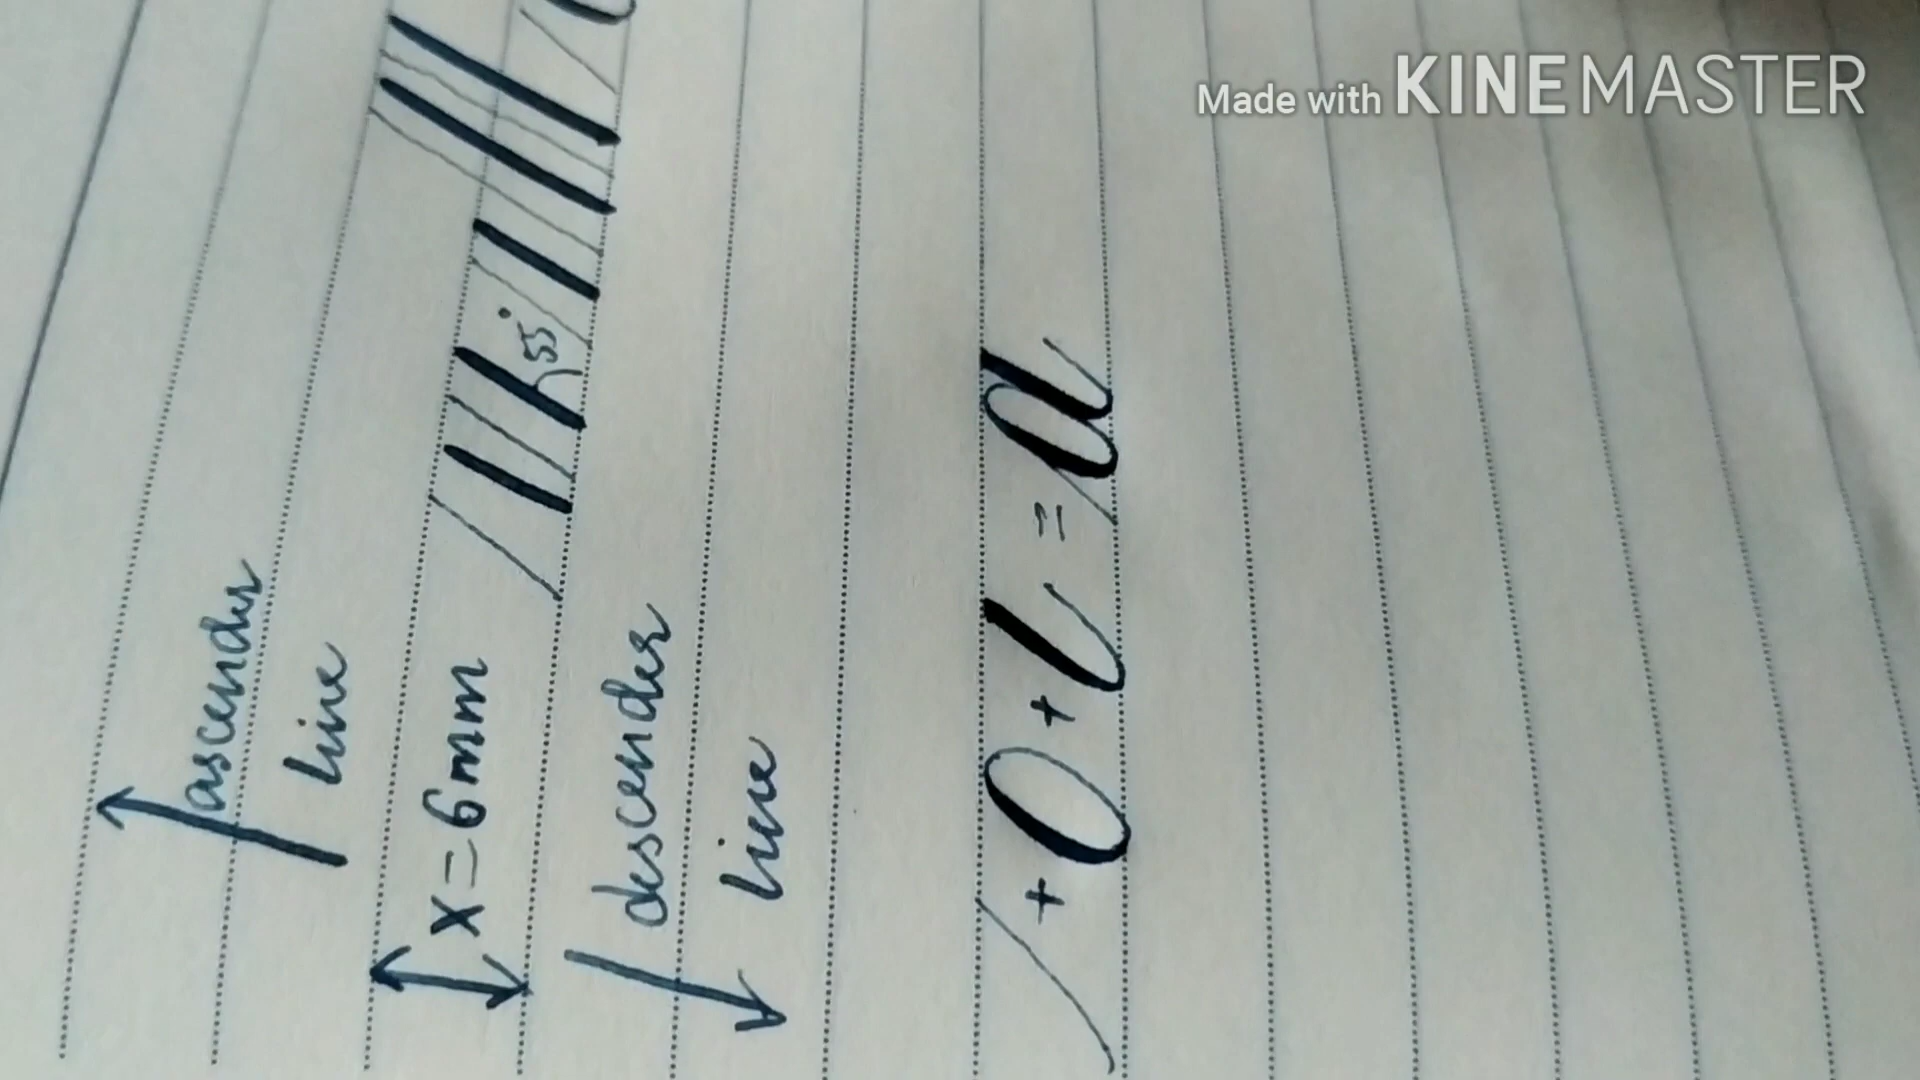 Made with KINEMASTER
ascender
line
x = 6mm
55°
descender
line
/ + O + l = a